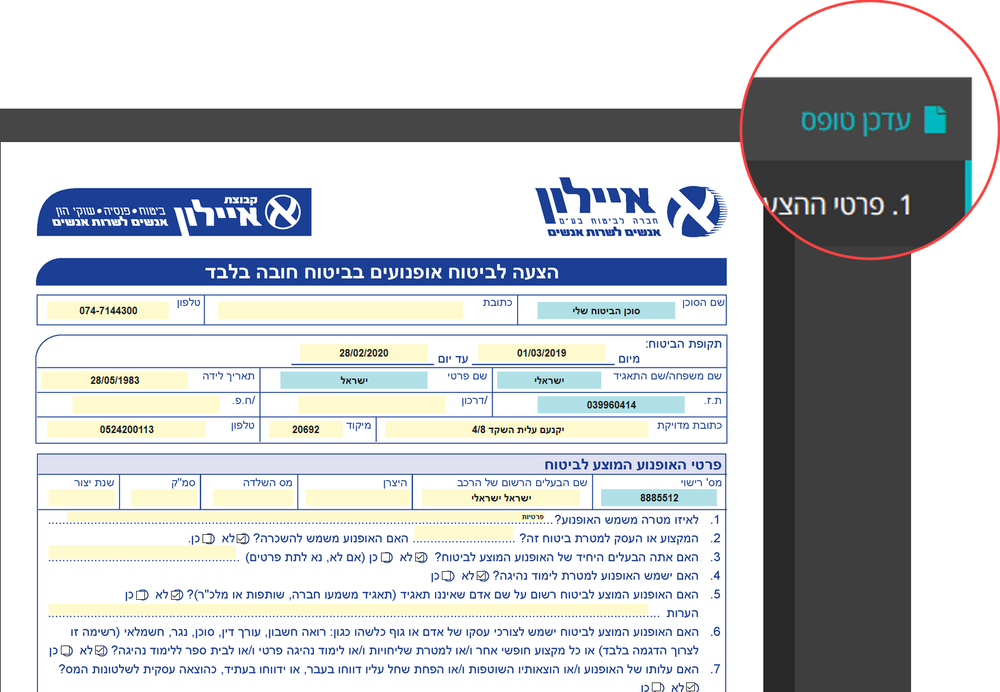 עדכן טופס
1. פרטי ההצע
איילון
חברה לביטוח בע"מ
אנשים לשרות אנשים
קבוצת
איילון
ביטוח • פנסיה • שוקי הון
אנשים לשרות אנשים
הצעה לביטוח אופנועים בביטוח חובה בלבד
שם הסוכן סוכן הביטוח שלי כתובת טלפון 074-7144300
תקופת הביטוח:
מיום 01/03/2019 עד יום 28/02/2020
שם משפחה/שם התאגיד ישראלי שם פרטי ישראל תאריך לידה 28/05/1983
ת.ז. 039960414 /דרכון /ח.פ.
כתובת מדויקת יקנעם עלית השקד 4/8 מיקוד 20692 טלפון 0524200113
פרטי האופנוע המוצע לביטוח
מס' רישוי שם הבעלים הרשום של הרכב היצרן מס השלדה סמ"ק שנת יצור
8885512 ישראל ישראלי
1. לאיזו מטרה משמש האופנוע? פרטיות
2. המקצוע או העסק למטרת ביטוח זה? האם האופנוע משמש להשכרה? לא כן.
3. האם אתה הבעלים היחיד של האופנוע המוצע לביטוח? לא כן (אם לא, נא לתת פרטים)
4. האם ישמש האופנוע למטרת לימוד נהיגה? לא כן
5. האם האופנוע המוצע לביטוח רשום על שם אדם שאיננו תאגיד (תאגיד משמעו חברה, שותפות או מלכ"ר)? לא כן
הערות
6. האם האופנוע המוצע לביטוח ישמש לצורכי עסקו של אדם או גוף כלשהו כגון: רואה חשבון, עורך דין, סוכן, נגר, חשמלאי (רשימה זו
לצרוך הדגמה בלבד) או כל מקצוע חופשי אחר ו/או למטרת שליחויות ו/או לימוד נהיגה פרטי ו/או לבית ספר ללימוד נהיגה? לא כן
7. האם עלותו של האופנוע ו/או הוצאותיו השוטפות ו/או הפחת שחל עליו דווחו בעבר, או ידווחו בעתיד, כהוצאה עסקית לשלטונות המס?
לא כן